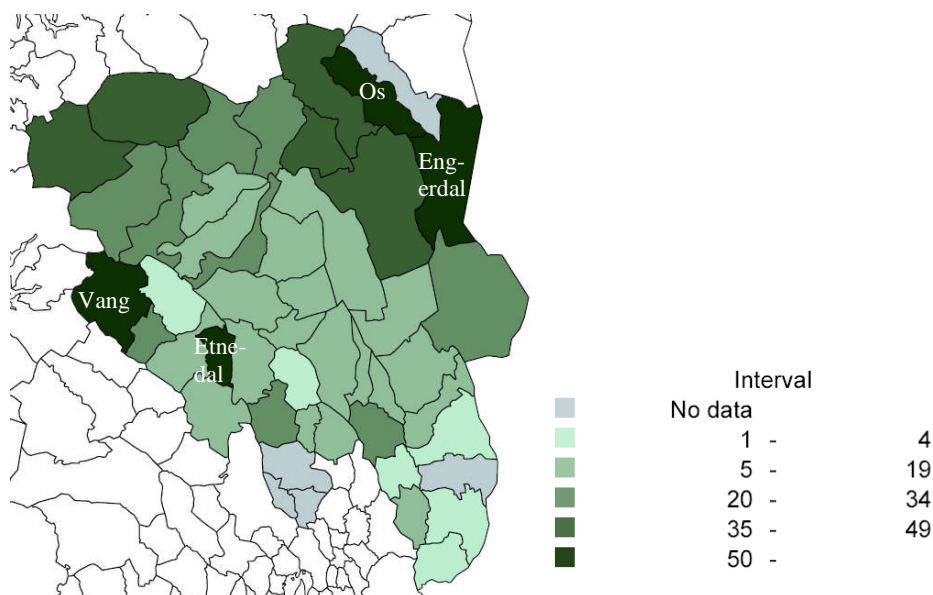 Os
Eng-
erdal
Vang
Etne-
dal
Interval
No data
1 - 4
5 - 19
20 - 34
35 - 49
50 -